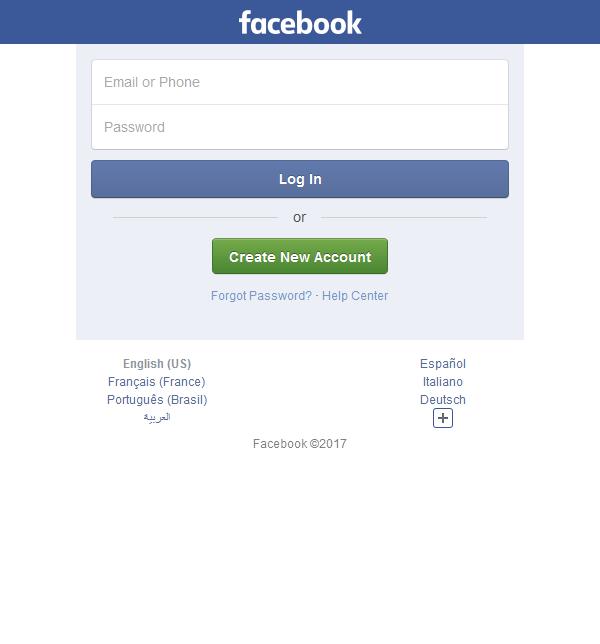 facebook
Email or Phone
Password
Log In
or
Create New Account
Forgot Password? · Help Center
English (US)
Español
Français (France)
Italiano
Português (Brasil)
Deutsch
العربية
Facebook ©2017